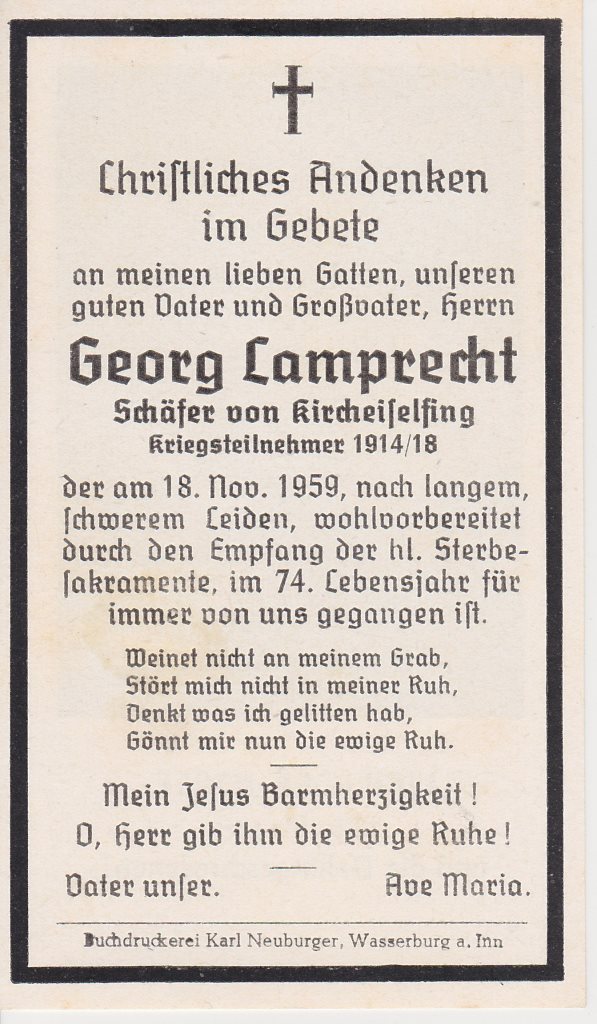 Christliches Andenken
im Gebete
an meinen lieben Gatten, unseren
guten Vater und Großvater, Herrn
Georg Lamprecht
Schäfer von Kircheiselfing
Kriegsteilnehmer 1914/18
der am 18. Nov. 1959, nach langem,
schwerem Leiden, wohlvorbereitet
durch den Empfang der hl. Sterbe-
sakramente, im 74. Lebensjahr für
immer von uns gegangen ist.
Weinet nicht an meinem Grab,
Stört mich nicht in meiner Ruh,
Denkt was ich gelitten hab,
Gönnt mir nun die ewige Ruh.
Mein Jesus Barmherzigkeit!
O, Herr gib ihm die ewige Ruhe!
Vater unser. Ave Maria.
Buchdruckerei Karl Neuburger, Wasserburg a. Inn